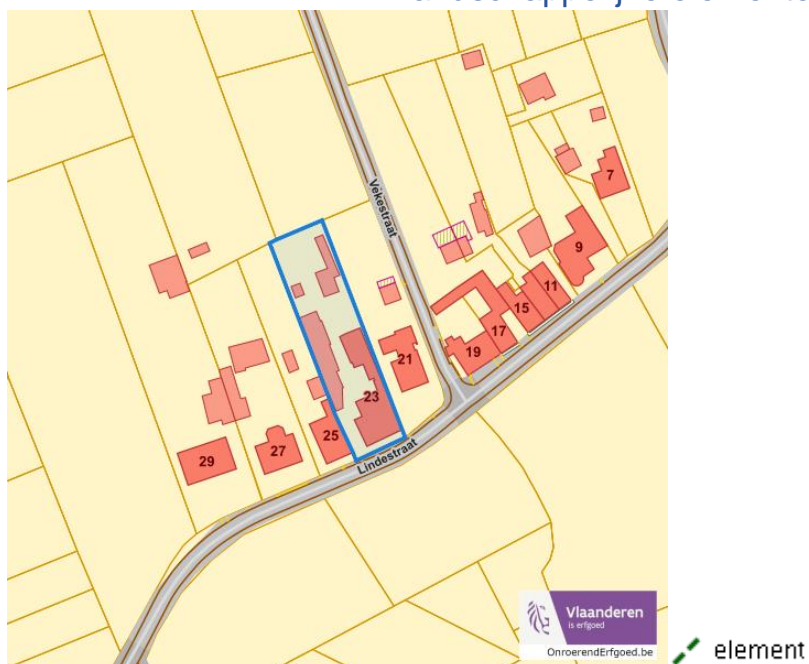 Vekestraat
7
9
11
15
17
19
21
23
25
27
29
Lindestraat
Vlaanderen
is erfgoed
OnroerendErfgoed.be
element